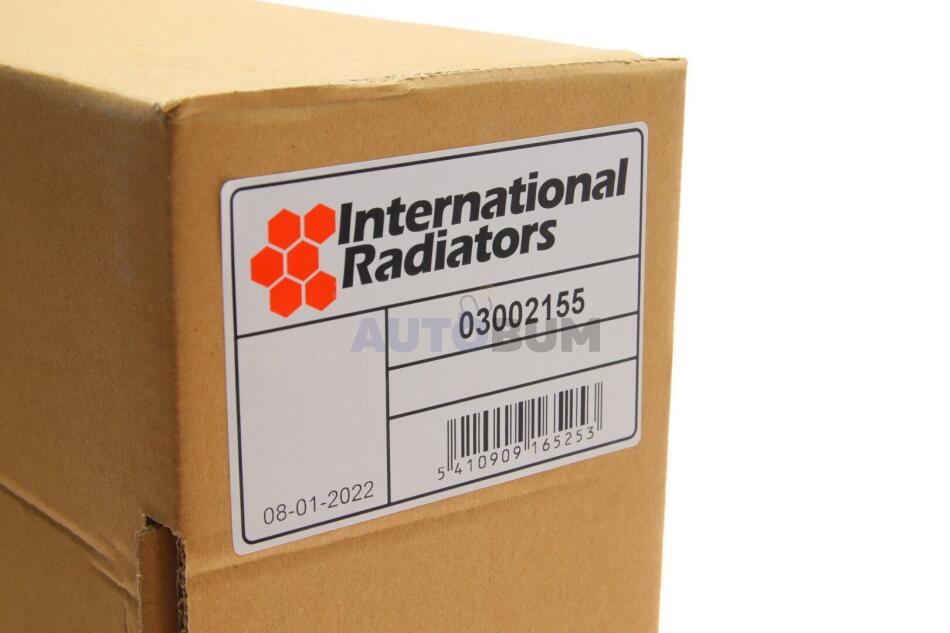 International
Radiators
03002155
AUTOBUM
5 410909 165253
08-01-2022